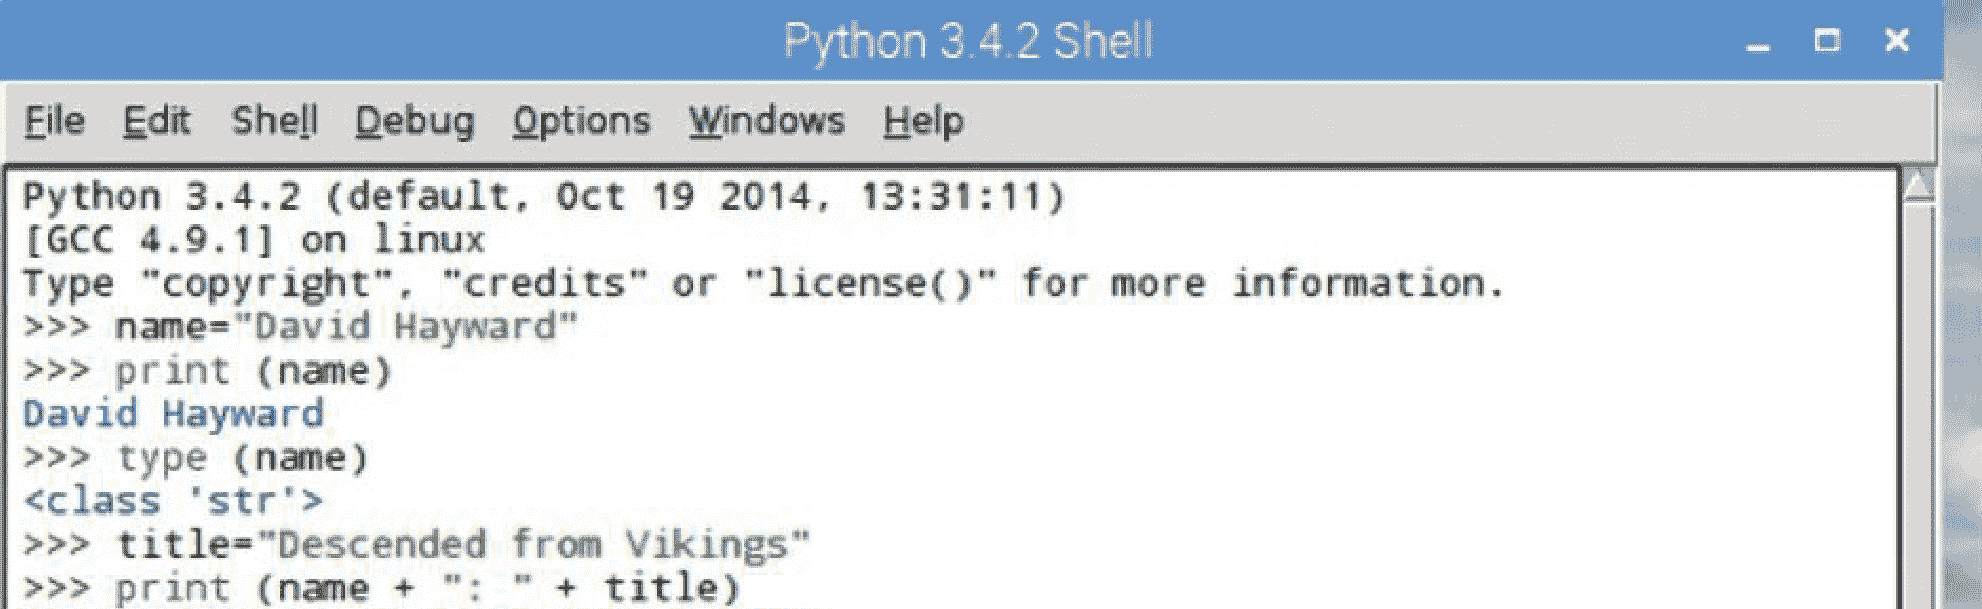 Python 3.4.2 Shell
File Edit Shell Debug Options Windows Help
Python 3.4.2 (default, Oct 19 2014, 13:31:11)
[GCC 4.9.1] on linux
Type "copyright", "credits" or "license()" for more information.
>>> name="David Hayward"
>>> print (name)
David Hayward
>>> type (name)
<class 'str'>
>>> title="Descended from Vikings"
>>> print (name + ": " + title)